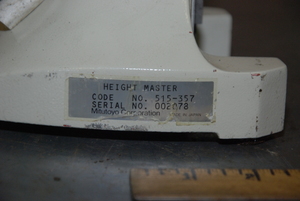 HEIGHT MASTER
CODE NO. 515-357
SERIAL NO. 002078
Mitutoyo Corporation